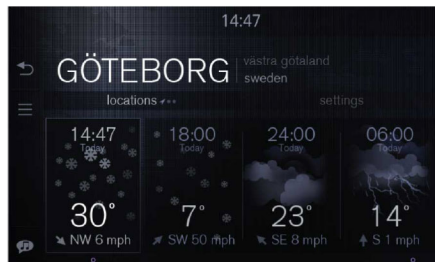 14:47
GÖTEBORG
västra götaland
sweden
locations
settings
14:47
Today
30°
NW 6 mph
18:00
Today
7°
SW 50 mph
24:00
Today
23°
SE 8 mph
06:00
Today
14°
S 1 mph